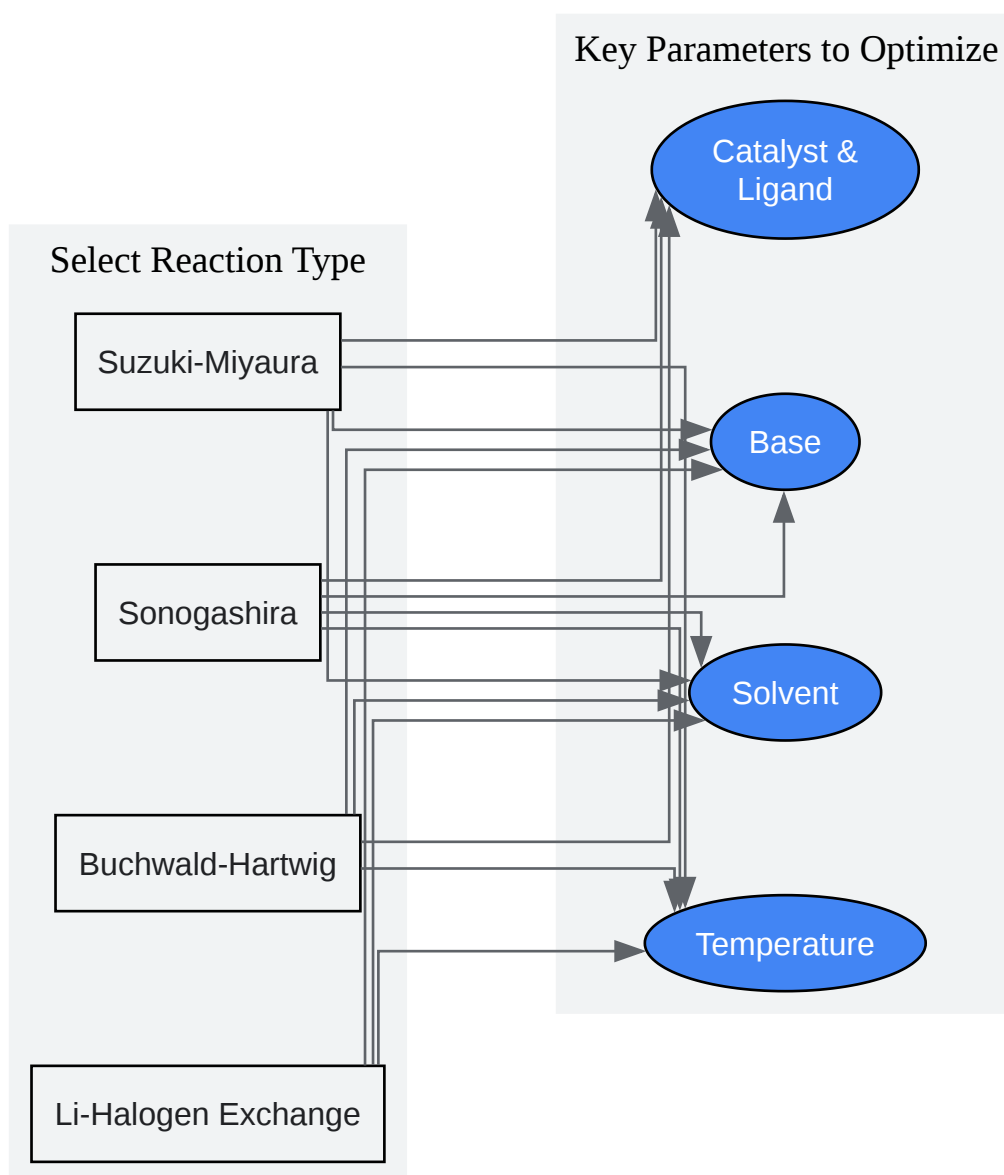 Key Parameters to Optimize
Catalyst &
Ligand
Select Reaction Type
Suzuki-Miyaura
Base
Sonogashira
Solvent
Buchwald-Hartwig
Temperature
Li-Halogen Exchange